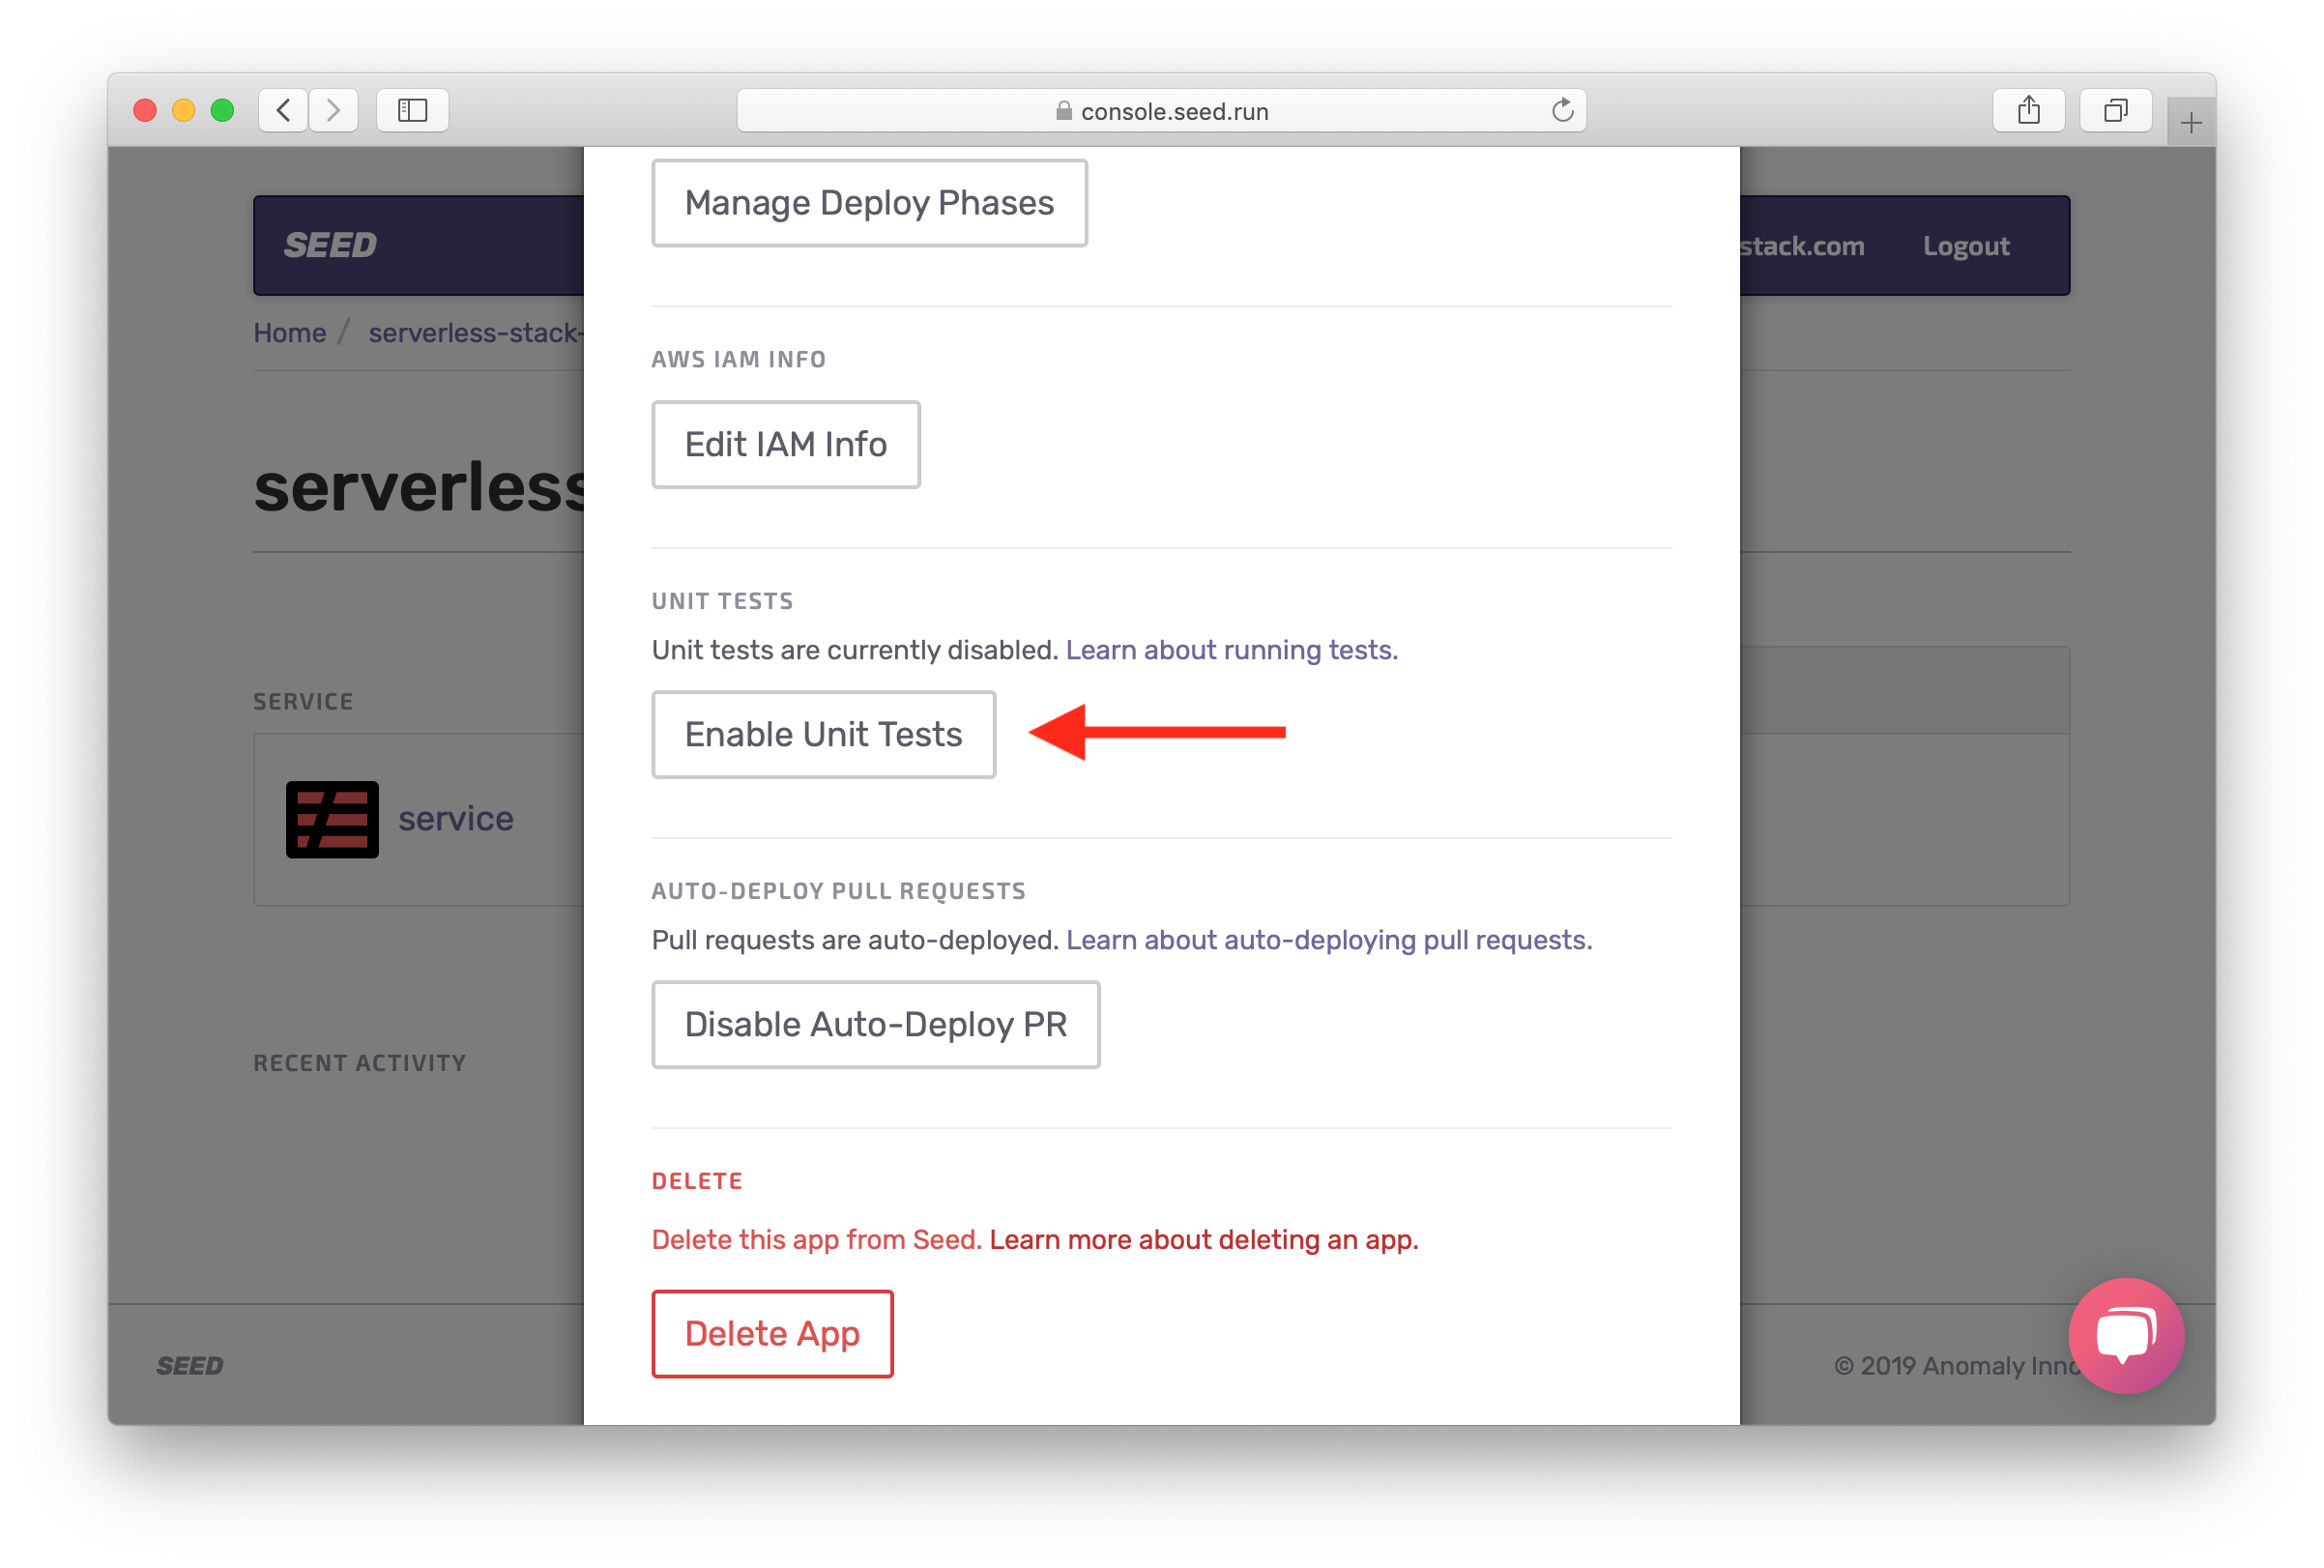 console.seed.run
Manage Deploy Phases
SEED
stack.com
Logout
Home / serverless-stack-
AWS IAM INFO
Edit IAM Info
serverless
UNIT TESTS
Unit tests are currently disabled. Learn about running tests.
Enable Unit Tests
SERVICE
service
AUTO-DEPLOY PULL REQUESTS
Pull requests are auto-deployed. Learn about auto-deploying pull requests.
Disable Auto-Deploy PR
RECENT ACTIVITY
DELETE
Delete this app from Seed. Learn more about deleting an app.
Delete App
SEED
© 2019 Anomaly